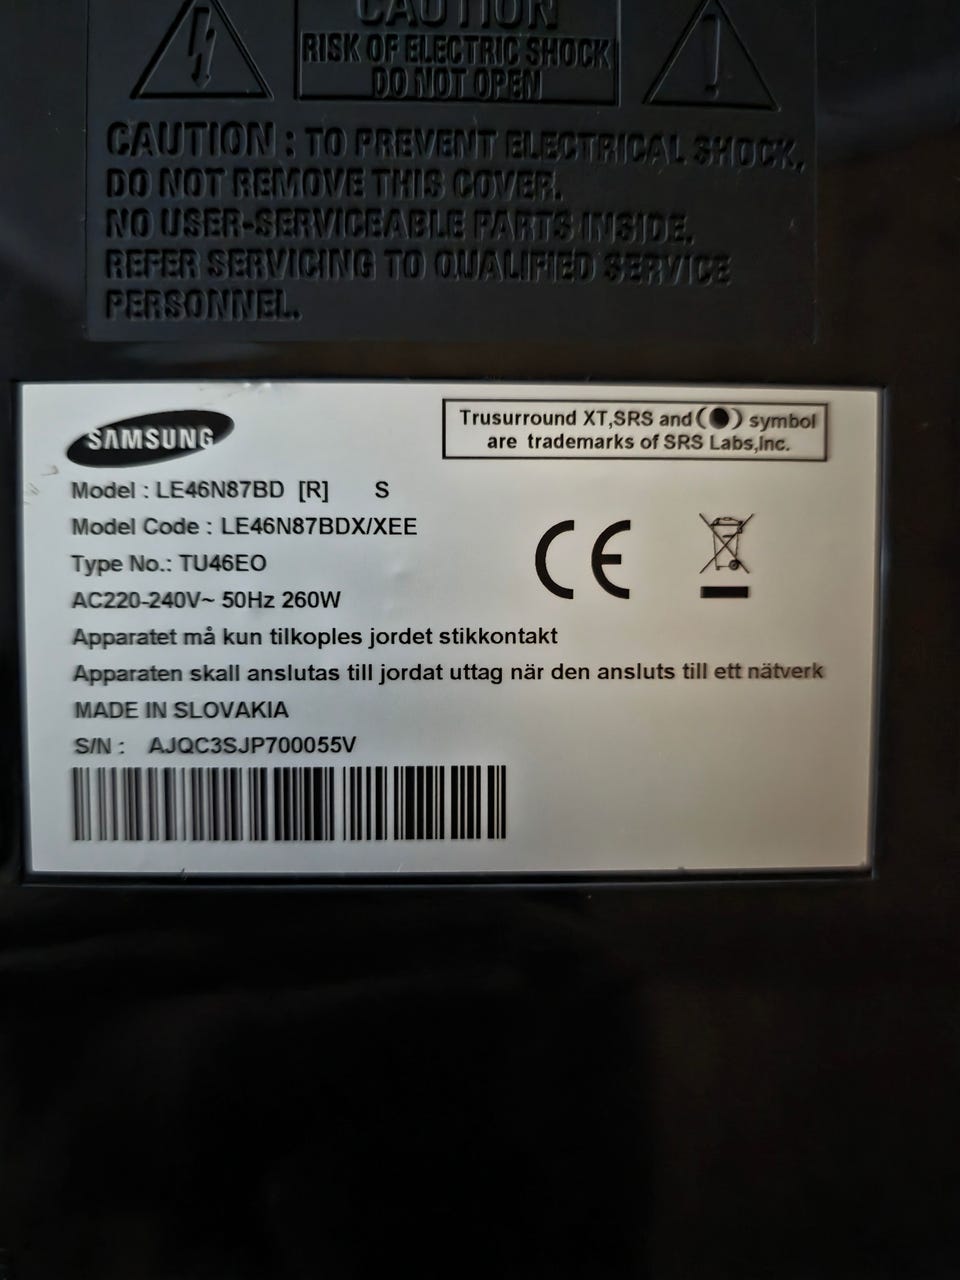 CAUTION
RISK OF ELECTRIC SHOCK
DO NOT OPEN
CAUTION : TO PREVENT ELECTRICAL SHOCK,
DO NOT REMOVE THIS COVER.
NO USER-SERVICEABLE PARTS INSIDE.
REFER SERVICING TO QUALIFIED SERVICE
PERSONNEL.
SAMSUNG
Trusurround XT,SRS and (●) symbol
are trademarks of SRS Labs,Inc.
Model : LE46N87BD [R] S
Model Code : LE46N87BDX/XEE
Type No.: TU46EO
AC220-240V~ 50Hz 260W
CE
Apparatet må kun tilkoples jordet stikkontakt
Apparaten skall anslutas till jordat uttag när den ansluts till ett nätverk
MADE IN SLOVAKIA
S/N : AJQC3SJP700055V